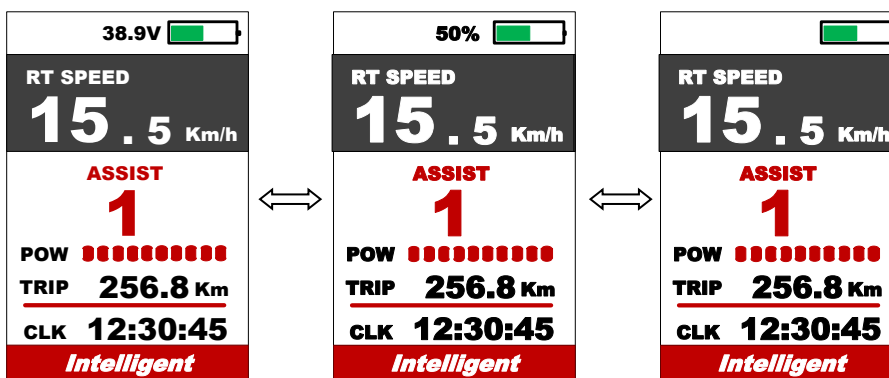 38.9V
RT SPEED
15.5 Km/h
ASSIST
1
POW
TRIP 256.8 Km
CLK 12:30:45
Intelligent
50%
RT SPEED
15.5 Km/h
ASSIST
1
POW
TRIP 256.8 Km
CLK 12:30:45
Intelligent
RT SPEED
15.5 Km/h
ASSIST
1
POW
TRIP 256.8 Km
CLK 12:30:45
Intelligent